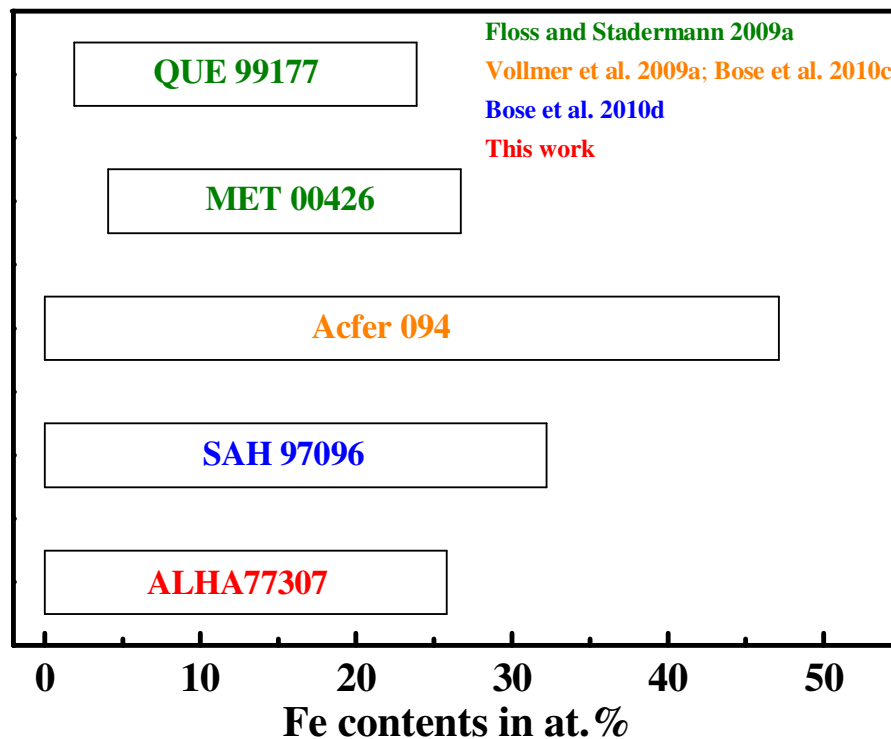 Floss and Stadermann 2009a
QUE 99177
Vollmer et al. 2009a; Bose et al. 2010c
Bose et al. 2010d
This work
MET 00426
Acfer 094
SAH 97096
ALHA77307
0 10 20 30 40 50
Fe contents in at.%